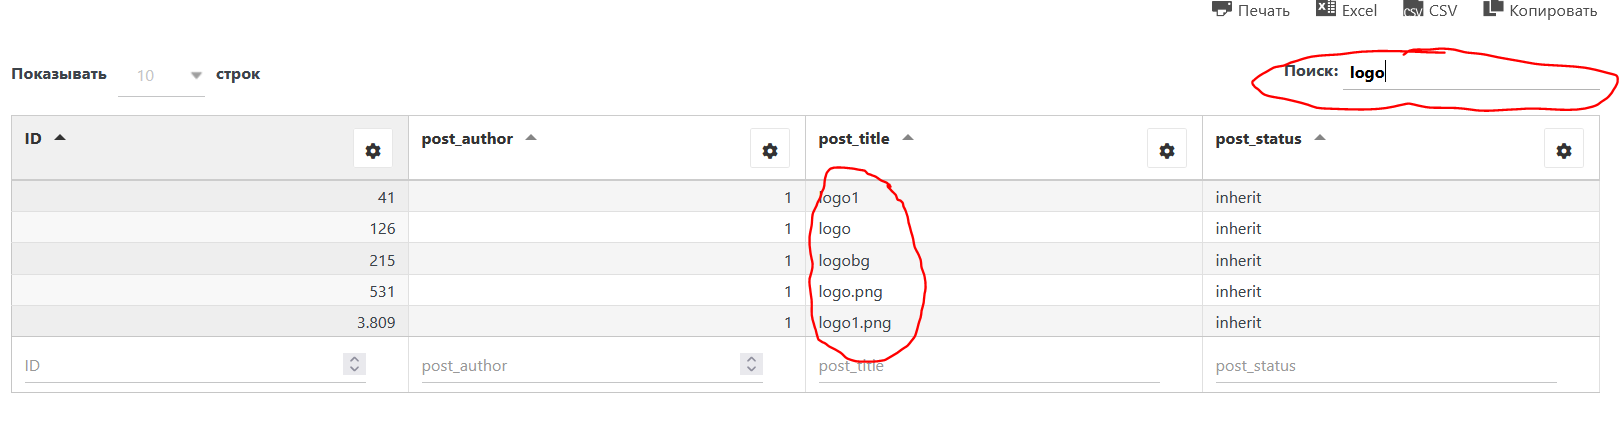 Печать Excel CSV CSV Копировать
Показывать 10 строк Поиск: logo
ID post_author post_title post_status
41 1 logo1 inherit
126 1 logo inherit
215 1 logobg inherit
531 1 logo.png inherit
3.809 1 logo1.png inherit
ID post_author post_title post_status